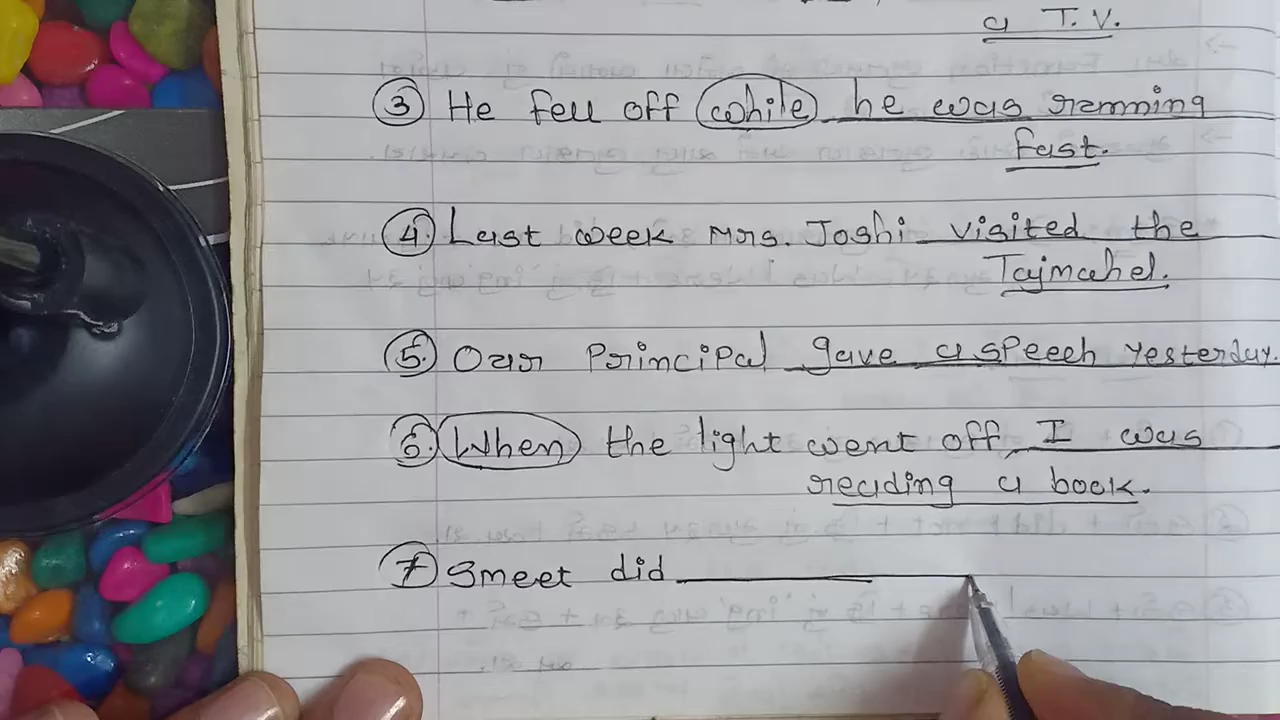 a T.V.
③ He fell off while he was running
fast.
④ Last week Mrs. Joshi visited the
Tajmahel.
⑤ Our Principal gave a speech yesterday.
⑥ When the light went off, I was
reading a book.
⑦ Smeet did